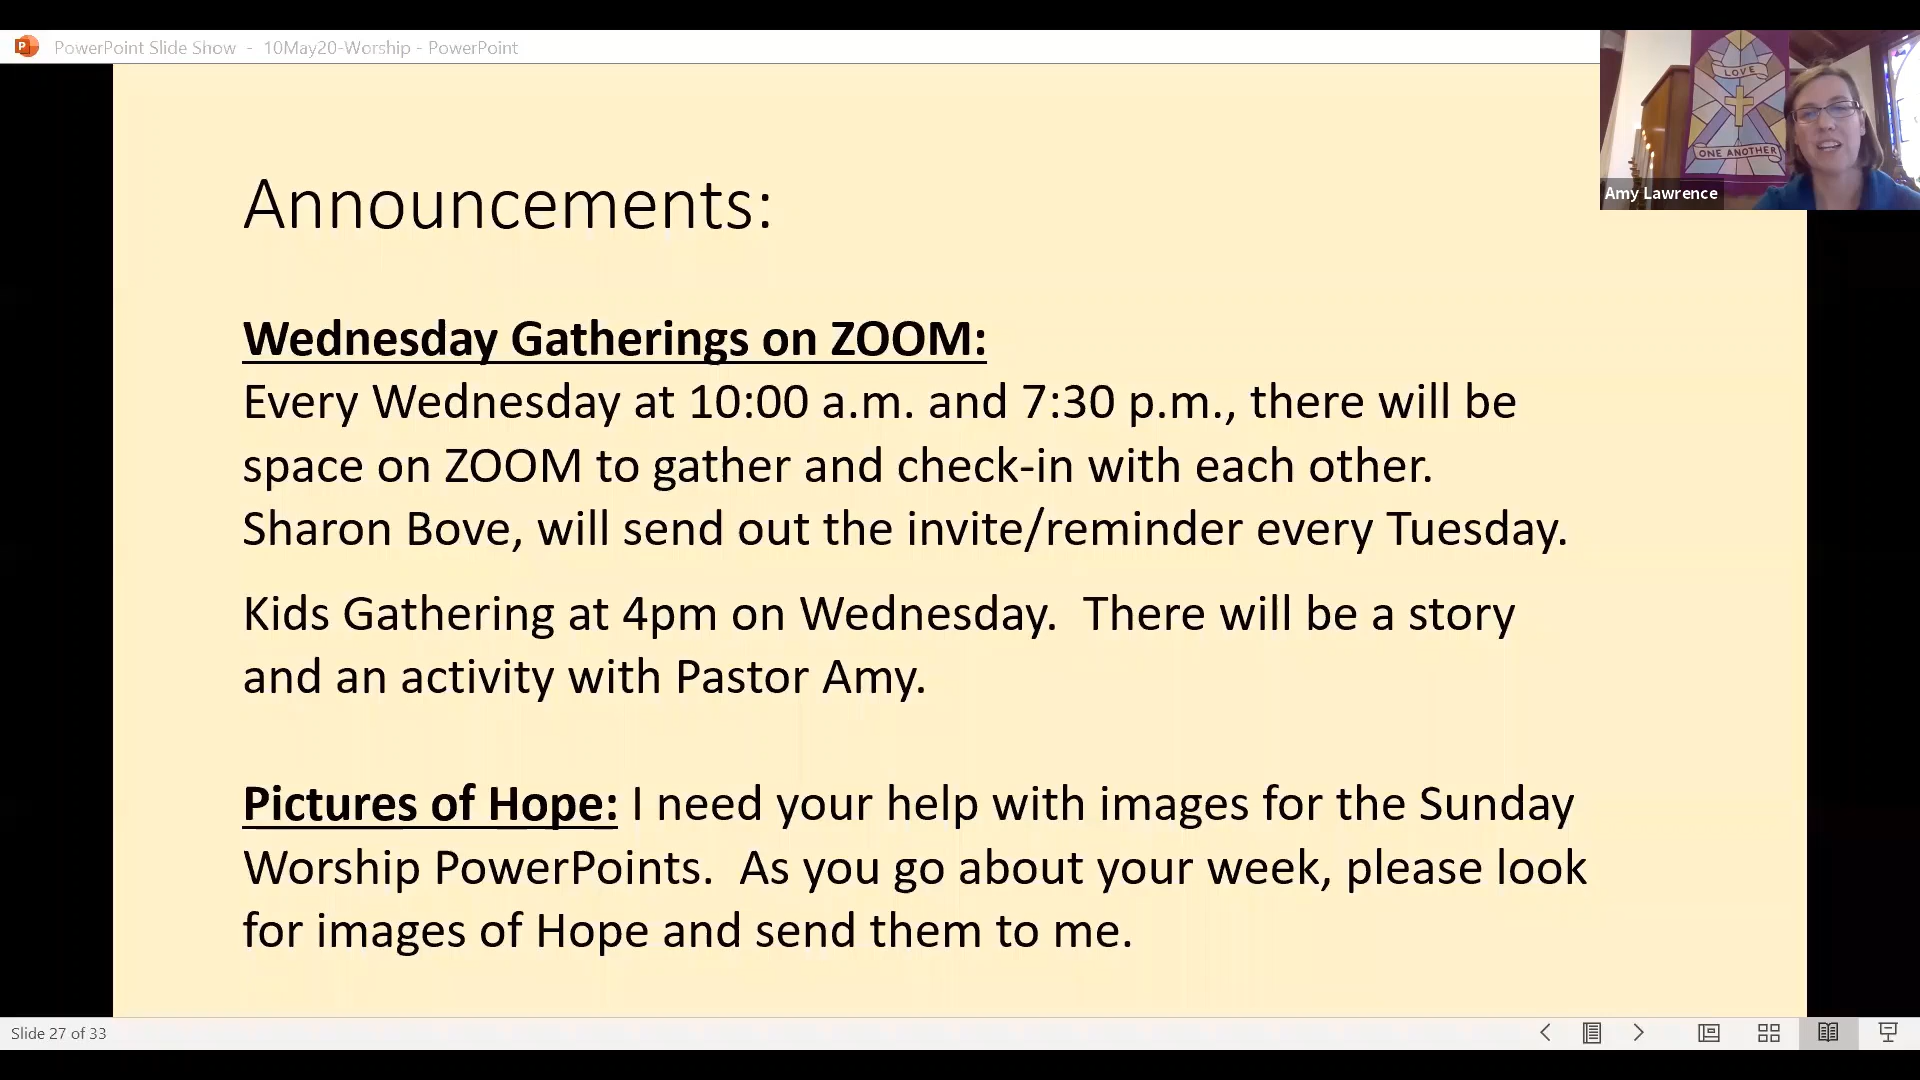 PowerPoint Slide Show - 10May20-Worship - PowerPoint
LOVE
ONE ANOTHER
Amy Lawrence
Announcements:
Wednesday Gatherings on ZOOM:
Every Wednesday at 10:00 a.m. and 7:30 p.m., there will be
space on ZOOM to gather and check-in with each other.
Sharon Bove, will send out the invite/reminder every Tuesday.
Kids Gathering at 4pm on Wednesday.  There will be a story
and an activity with Pastor Amy.
Pictures of Hope: I need your help with images for the Sunday
Worship PowerPoints.  As you go about your week, please look
for images of Hope and send them to me.
Slide 27 of 33